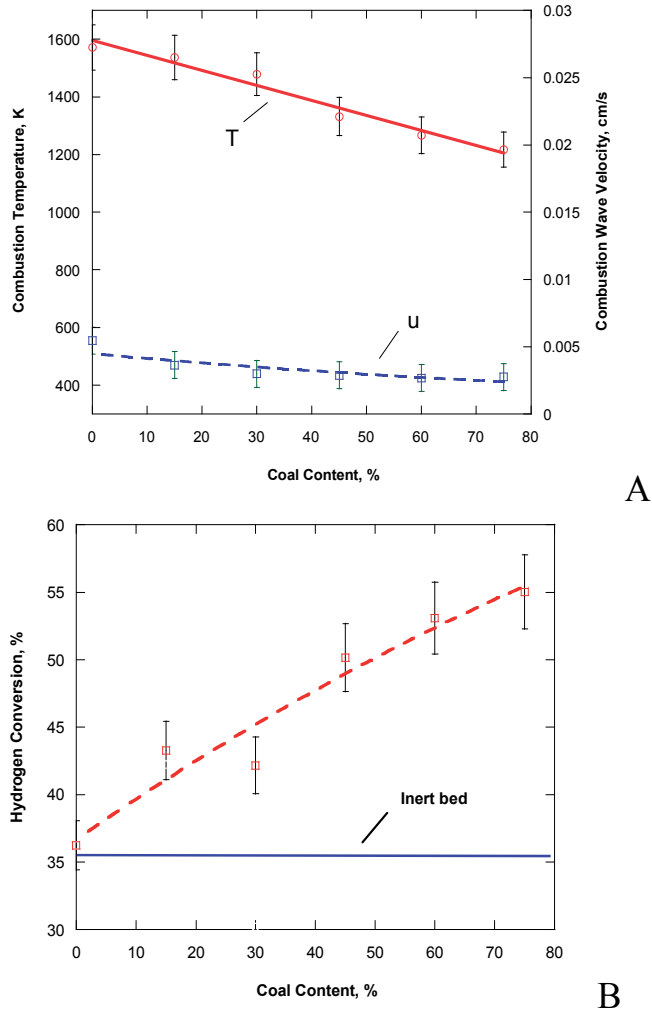 1600
1400
1200
1000
800
600
400
0.03
0.025
0.02
0.015
0.01
0.005
0
Combustion Temperature, K
Combustion Wave Velocity, cm/s
T
u
0 10 20 30 40 50 60 70 80
Coal Content, %
A
60
55
50
45
40
35
30
Hydrogen Conversion, %
Inert bed
0 10 20 30 40 50 60 70 80
Coal Content, %
B